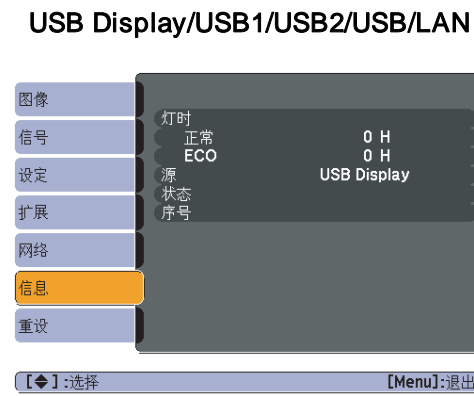 USB Display/USB1/USB2/USB/LAN
图像
信号
设定
扩展
网络
信息
重设
灯时
正常 0 H
ECO 0 H
源 USB Display
状态
序号
[◆]:选择 [Menu]:退出